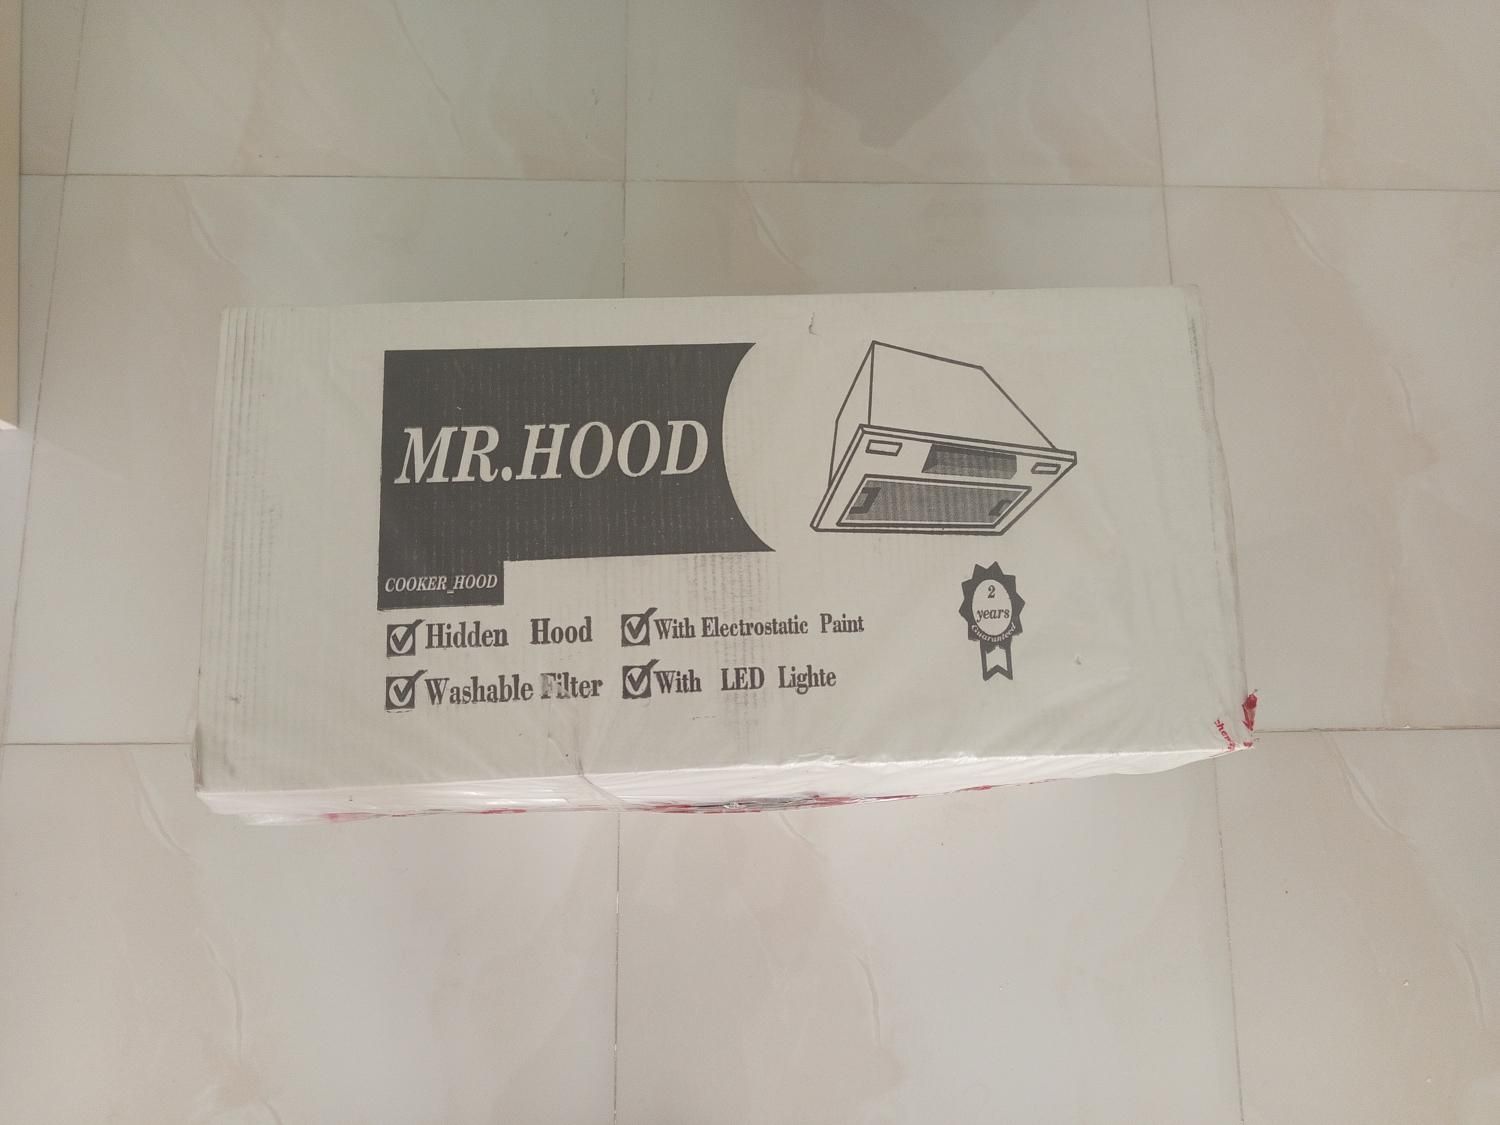 MR.HOOD
COOKER_HOOD
Hidden Hood
With Electrostatic Paint
Washable Filter
With LED Lighte
2
years
Guaranteed